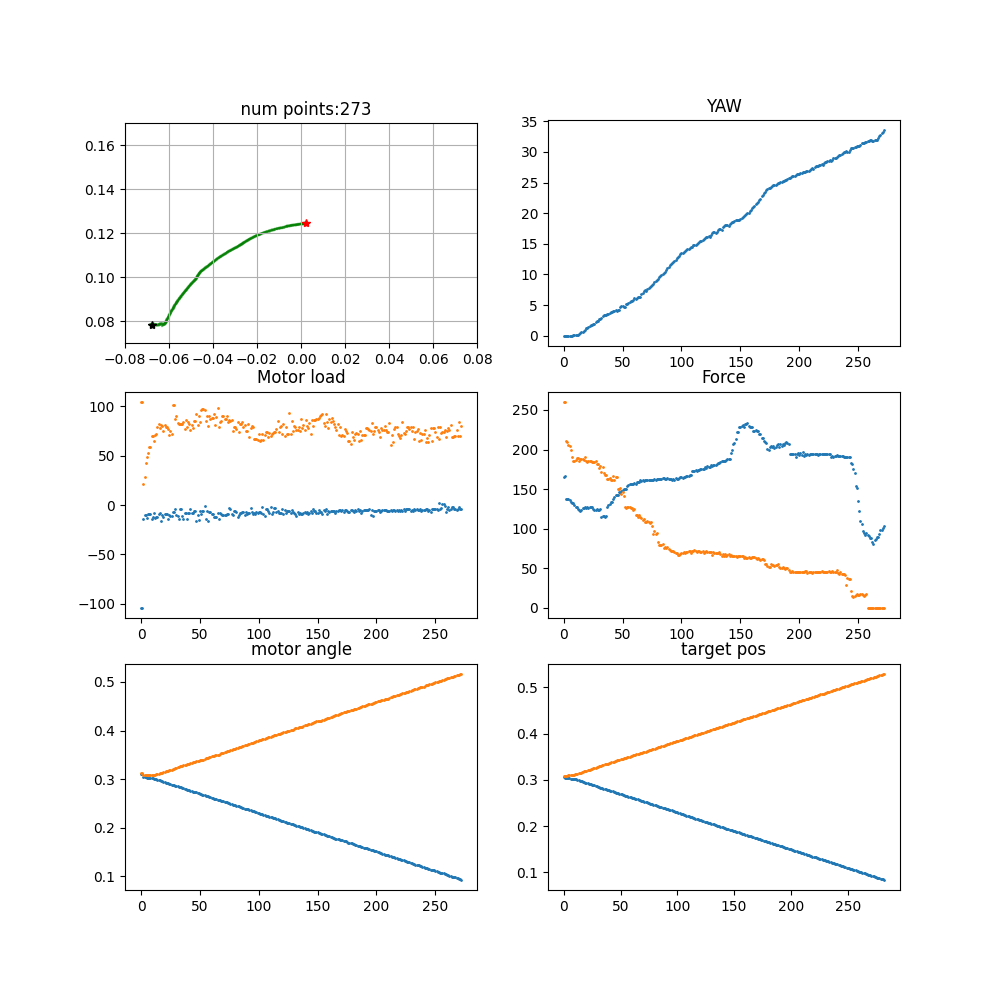 num points:273
0.16
0.14
0.12
0.10
0.08
−0.08 −0.06 −0.04 −0.02 0.00 0.02 0.04 0.06 0.08
YAW
35
30
25
20
15
10
5
0
0 50 100 150 200 250
Motor load
100
50
0
−50
−100
0 50 100 150 200 250
Force
250
200
150
100
50
0
0 50 100 150 200 250
motor angle
0.5
0.4
0.3
0.2
0.1
0 50 100 150 200 250
target pos
0.5
0.4
0.3
0.2
0.1
0 50 100 150 200 250